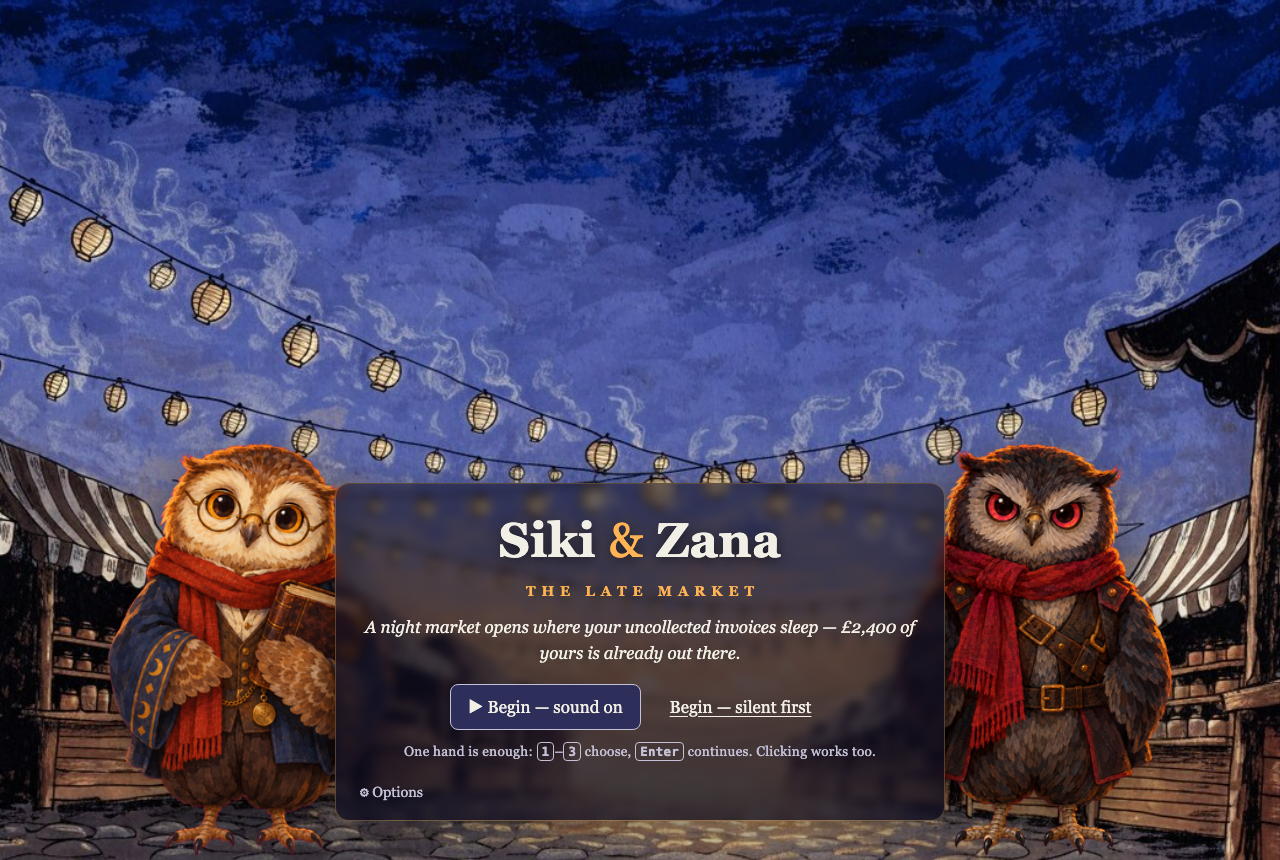 Siki & Zana
THE LATE MARKET
A night market opens where your uncollected invoices sleep — £2,400 of
yours is already out there.
▶ Begin — sound on
Begin — silent first
One hand is enough: 1–3 choose, Enter continues. Clicking works too.
⚙ Options